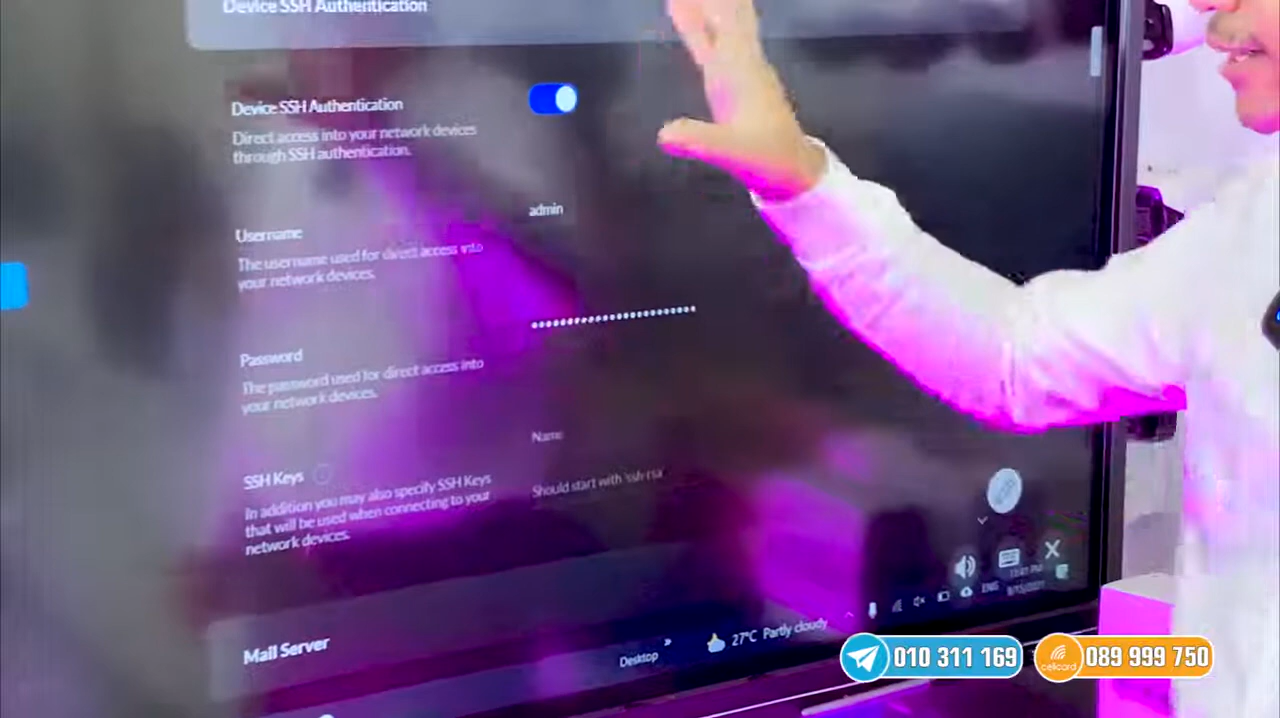 Device SSH Authentication
Device SSH Authentication
Direct access into your network devices
through SSH authentication.
admin
Username
The username used for direct access into
your network devices.
Password
The password used for direct access into
your network devices.
Name
SSH Keys
Should start with 'ssh-rsa'
In addition you may also specify SSH Keys
that will be used when connecting to your
network devices.
Mail Server
Desktop
27°C Partly cloudy
ENG
010 311 169
cellcard
089 999 750